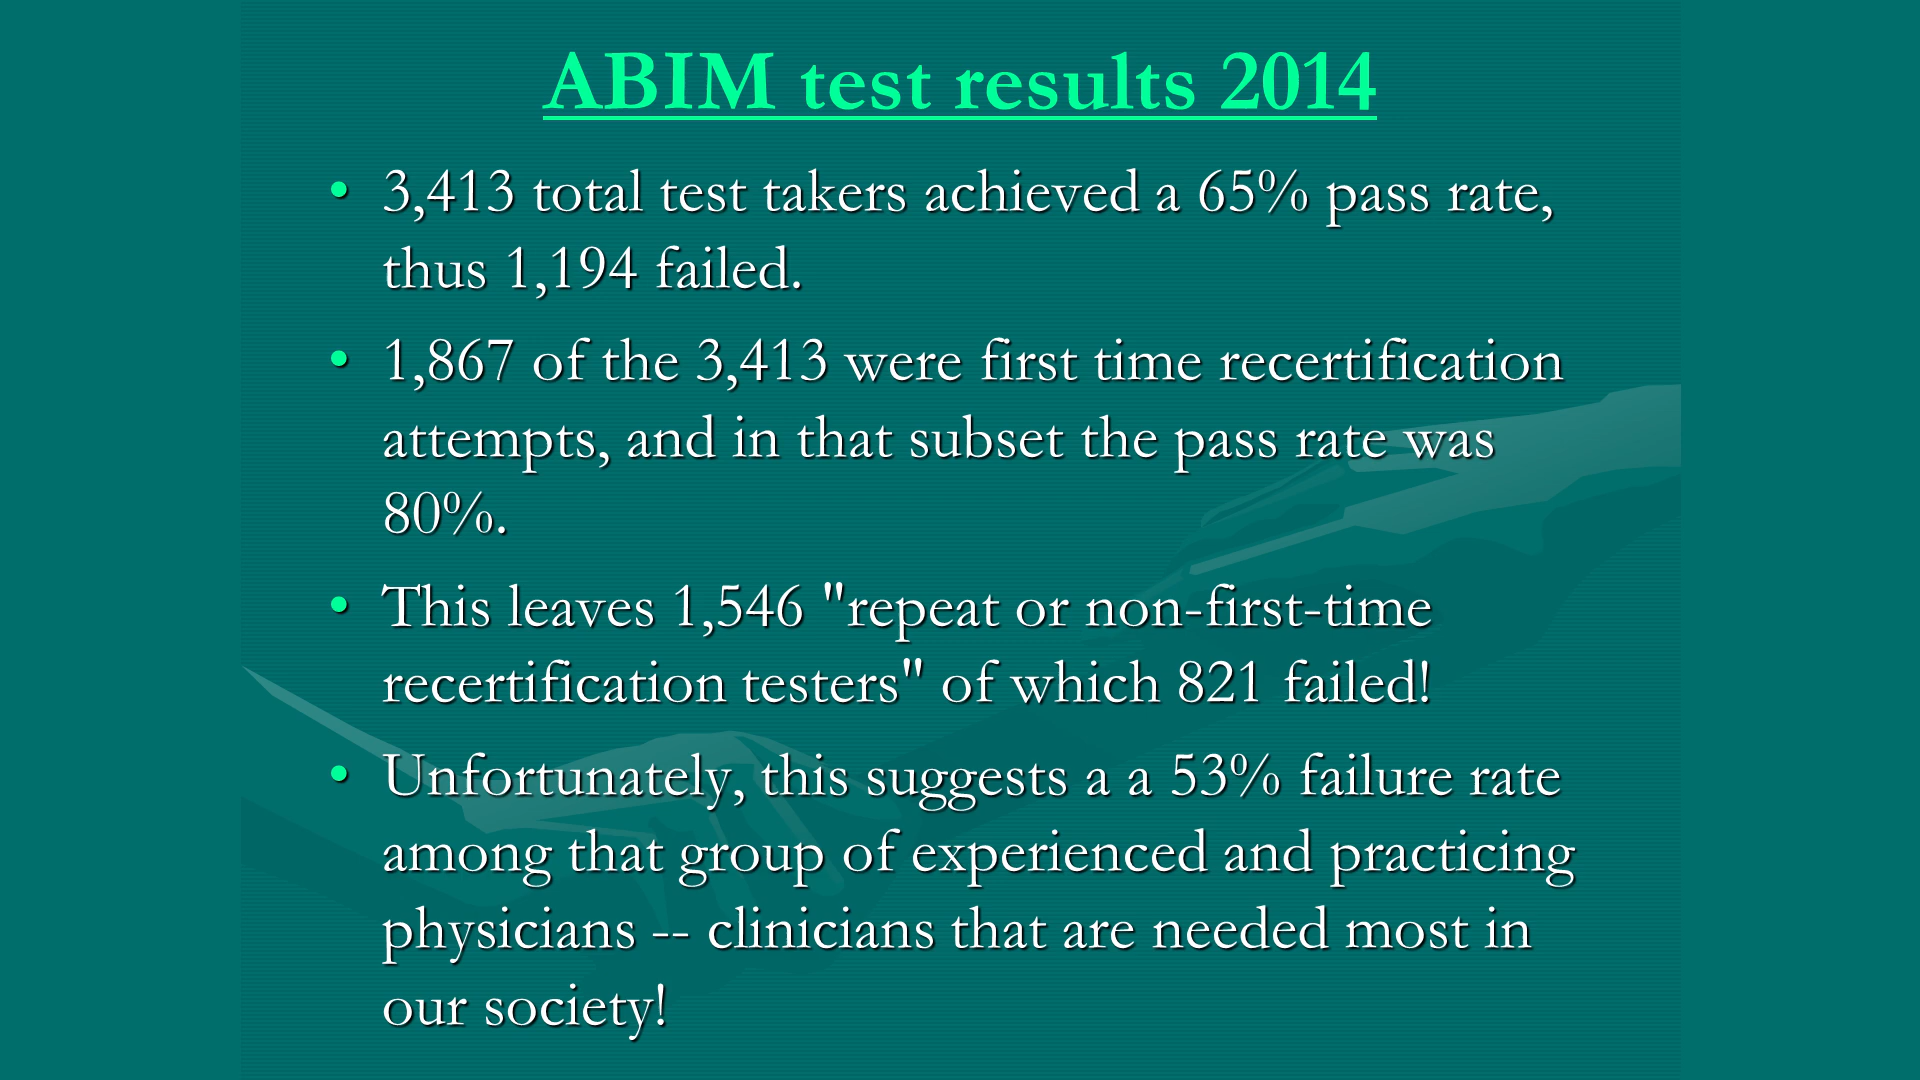 ABIM test results 2014
• 3,413 total test takers achieved a 65% pass rate,
thus 1,194 failed.
• 1,867 of the 3,413 were first time recertification
attempts, and in that subset the pass rate was
80%.
• This leaves 1,546 "repeat or non-first-time
recertification testers" of which 821 failed!
• Unfortunately, this suggests a a 53% failure rate
among that group of experienced and practicing
physicians -- clinicians that are needed most in
our society!